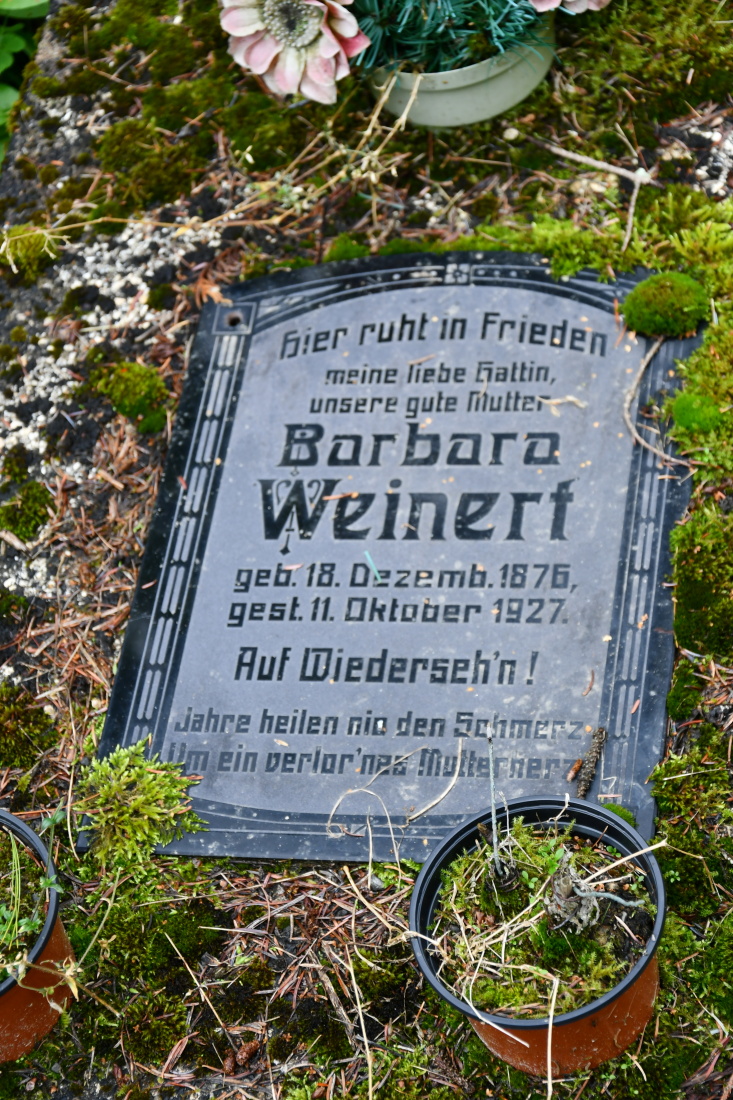 Hier ruht in Frieden
meine liebe Gattin,
unsere gute Mutter
Barbara
Weinert
geb. 18. Dezemb. 1876,
gest. 11. Oktober 1927.
Auf Wiederseh'n!
Jahre heilen nie den Schmerz
Um ein verlor'nes Mutterherz